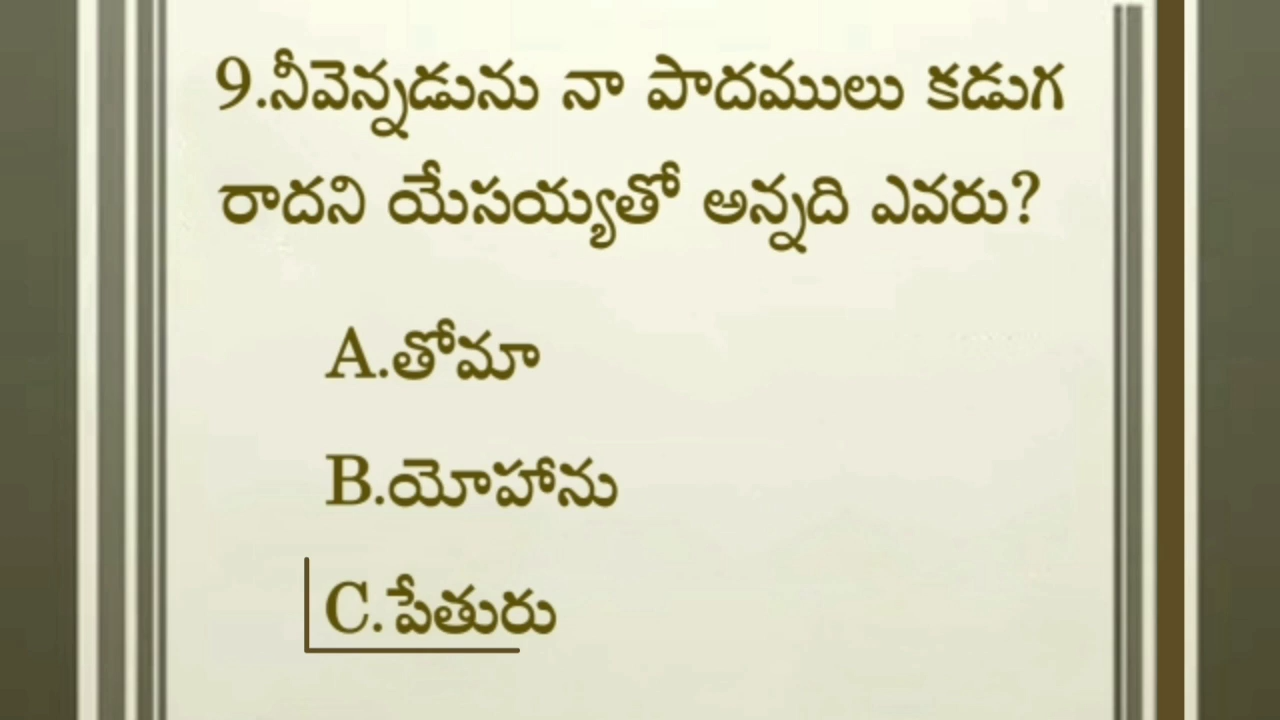 9.నీవెన్నడును నా పాదములు కడుగ
రాదని యేసయ్యతో అన్నది ఎవరు?
A.తోమా
B.యోహాను
C.పేతురు